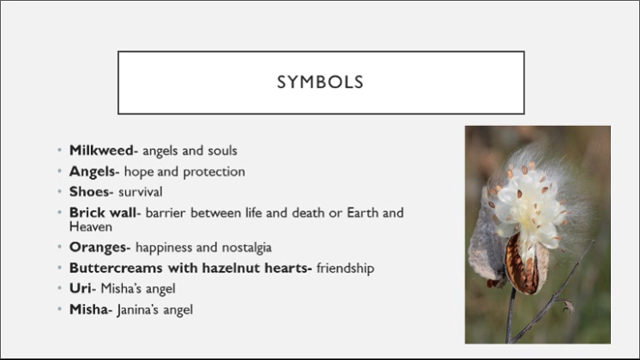 SYMBOLS
• Milkweed- angels and souls
• Angels- hope and protection
• Shoes- survival
• Brick wall- barrier between life and death or Earth and
Heaven
• Oranges- happiness and nostalgia
• Buttercreams with hazelnut hearts- friendship
• Uri- Misha's angel
• Misha- Janina's angel